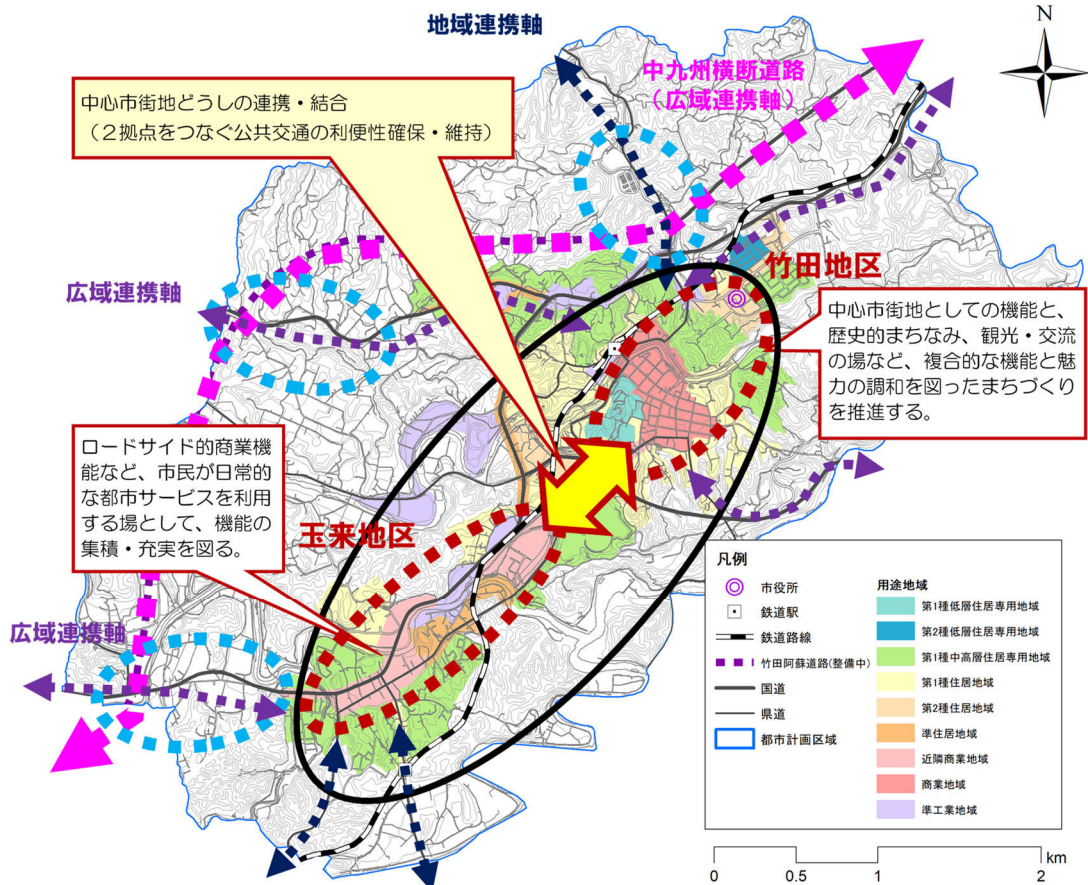 地域連携軸
N
中九州横断道路
（広域連携軸）
中心市街地どうしの連携・結合
（２拠点をつなぐ公共交通の利便性確保・維持）
広域連携軸
竹田地区
中心市街地としての機能と、
歴史的まちなみ、観光・交流
の場など、複合的な機能と魅
力の調和を図ったまちづくり
を推進する。
ロードサイド的商業機
能など、市民が日常的
な都市サービスを利用
する場として、機能の
集積・充実を図る。
玉来地区
広域連携軸
凡例
市役所
鉄道駅
鉄道路線
竹田阿蘇道路(整備中)
国道
県道
都市計画区域
用途地域
第1種低層住居専用地域
第2種低層住居専用地域
第1種中高層住居専用地域
第1種住居地域
第2種住居地域
準住居地域
近隣商業地域
商業地域
準工業地域
km
0 0.5 1 2